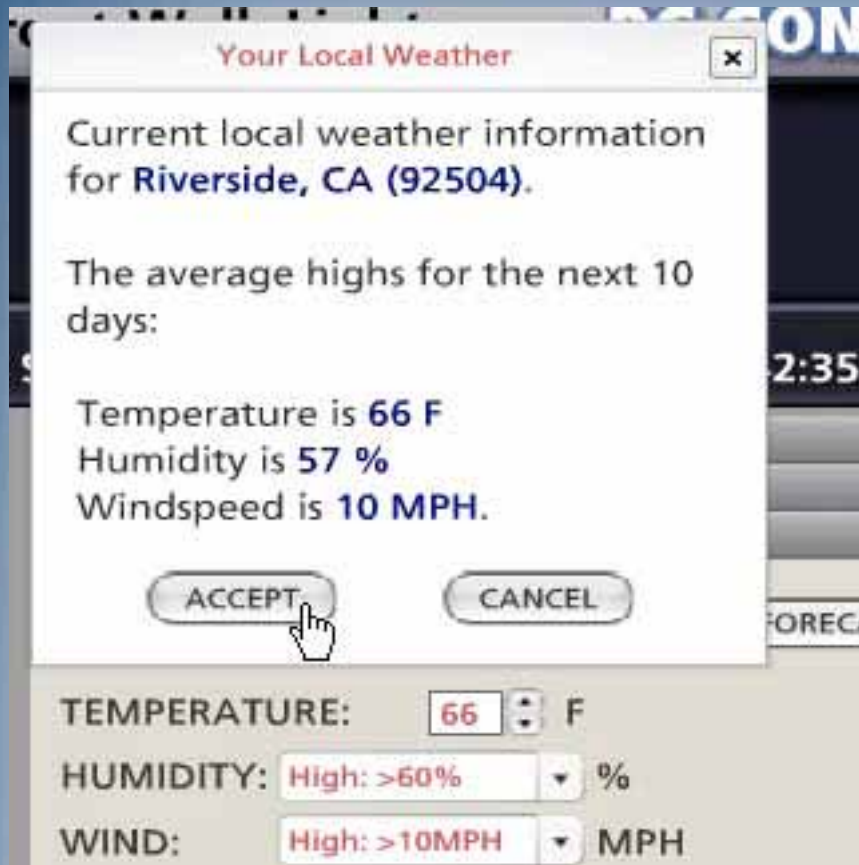 Your Local Weather
Current local weather information
for Riverside, CA (92504).
The average highs for the next 10
days:
Temperature is 66 F
Humidity is 57 %
Windspeed is 10 MPH.
ACCEPT CANCEL
2:35
TEMPERATURE: 66 F
HUMIDITY: High: >60% %
WIND: High: >10MPH MPH